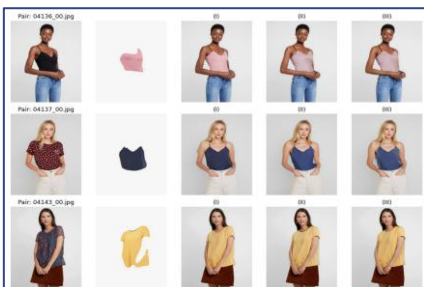 Pair: 04136_00.jpg (I) (II) (III)
Pair: 04137_00.jpg (I) (II) (III)
Pair: 04143_00.jpg (I) (II) (III)